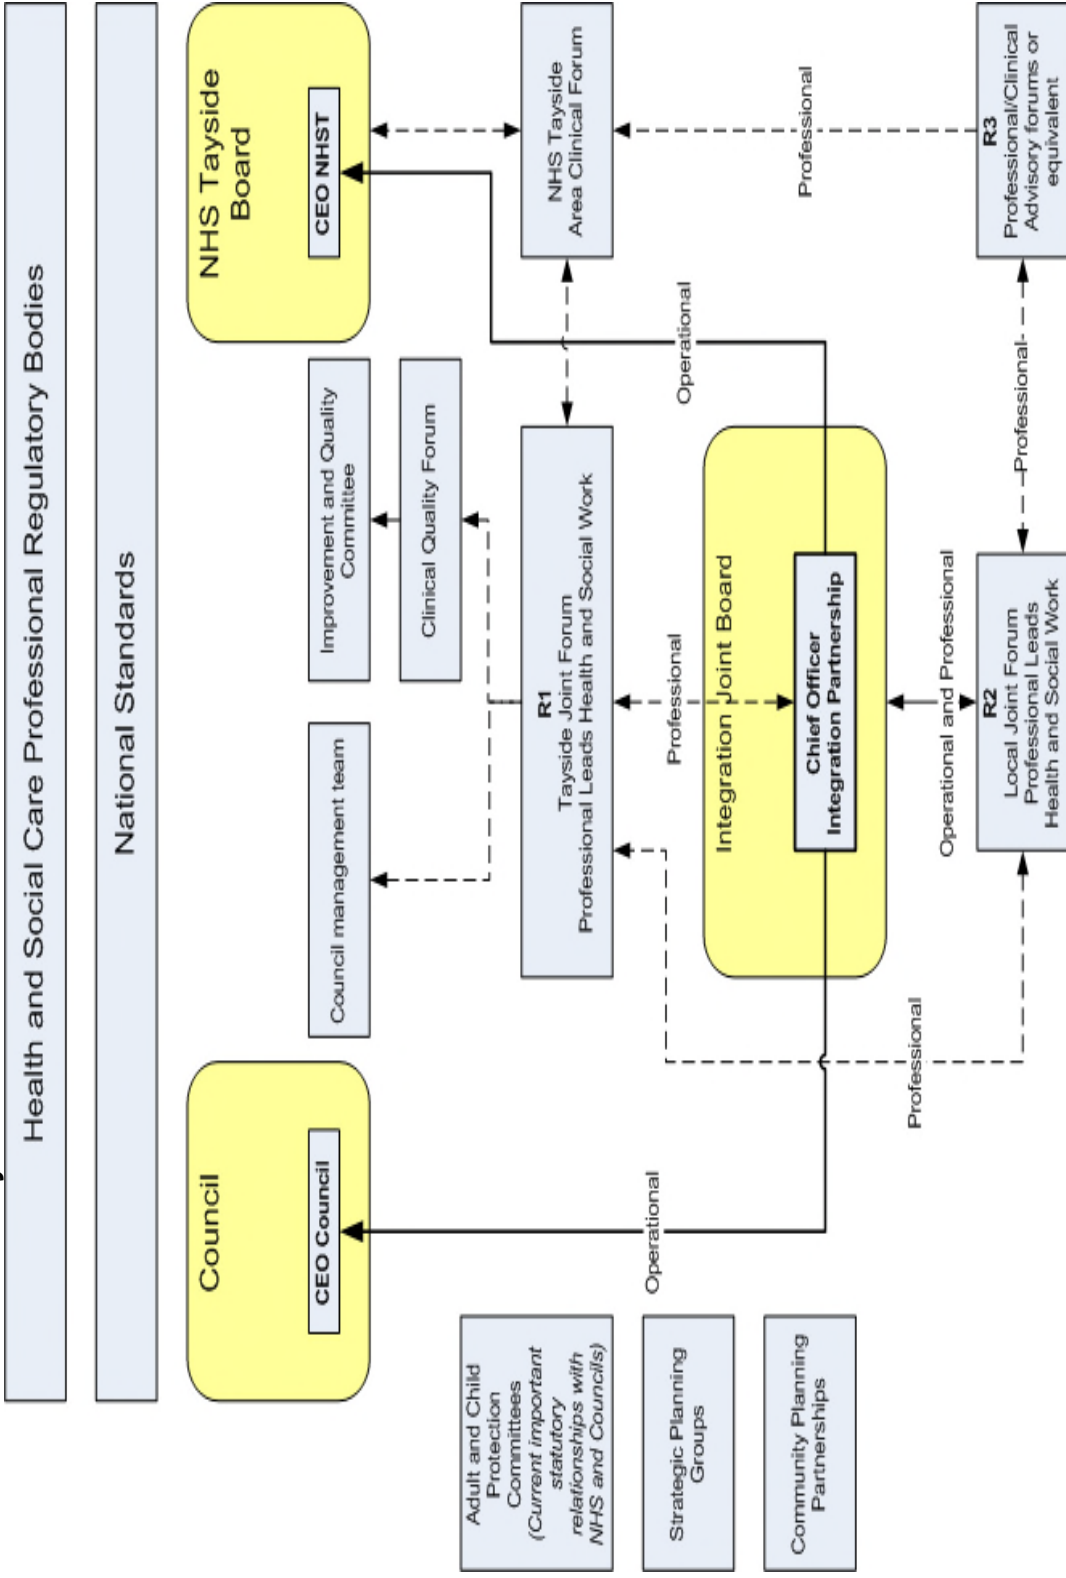 Health and Social Care Professional Regulatory Bodies
National Standards
Council
CEO Council
NHS Tayside
Board
CEO NHST
Council management team
Improvement and Quality
Committee
Clinical Quality Forum
Adult and Child
Protection
Committees
(Current important
statutory
relationships with
NHS and Councils)
R1
Tayside Joint Forum
Professional Leads Health and Social Work
NHS Tayside
Area Clinical Forum
Operational
Professional
Operational
Strategic Planning
Groups
Integration Joint Board
Chief Officer
Integration Partnership
Community Planning
Partnerships
Professional
Professional
Operational and Professional
R2
Local Joint Forum
Professional Leads
Health and Social Work
Professional
R3
Professional/Clinical
Advisory forums or
equivalent